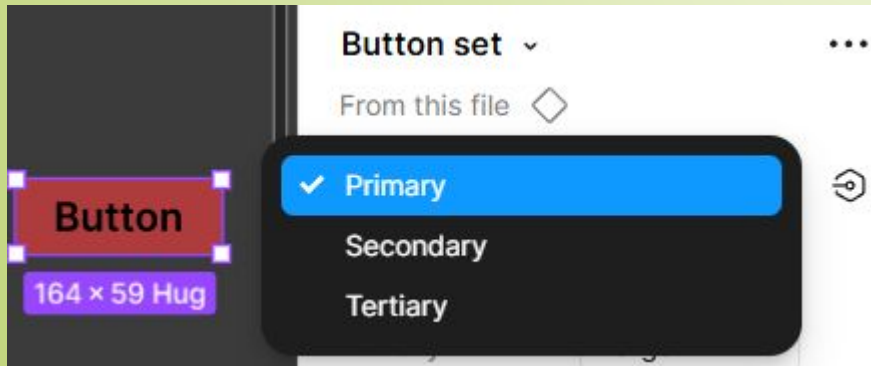 Button set
From this file
Primary
Button
Secondary
164 × 59 Hug
Tertiary